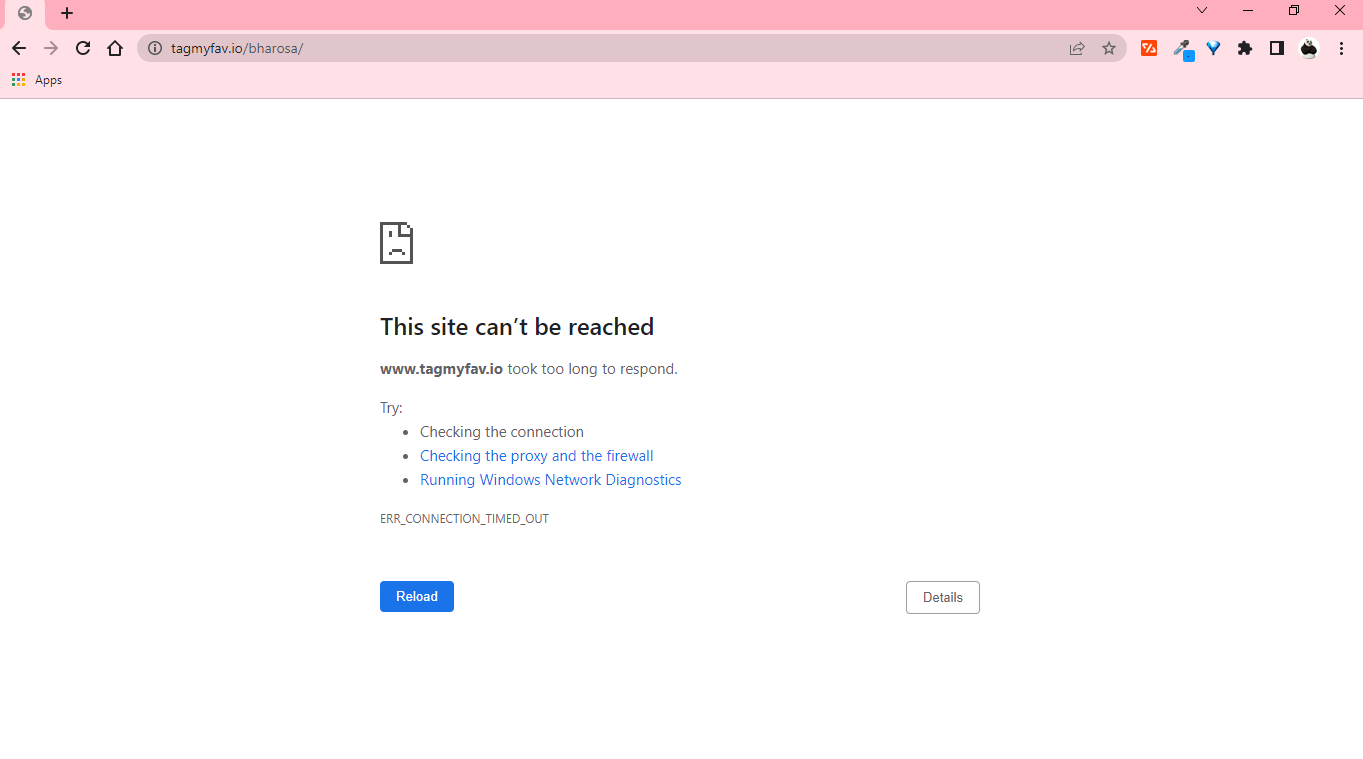 tagmyfav.io/bharosa/
Apps
This site can’t be reached
www.tagmyfav.io took too long to respond.
Try:
Checking the connection
Checking the proxy and the firewall
Running Windows Network Diagnostics
ERR_CONNECTION_TIMED_OUT
Reload
Details